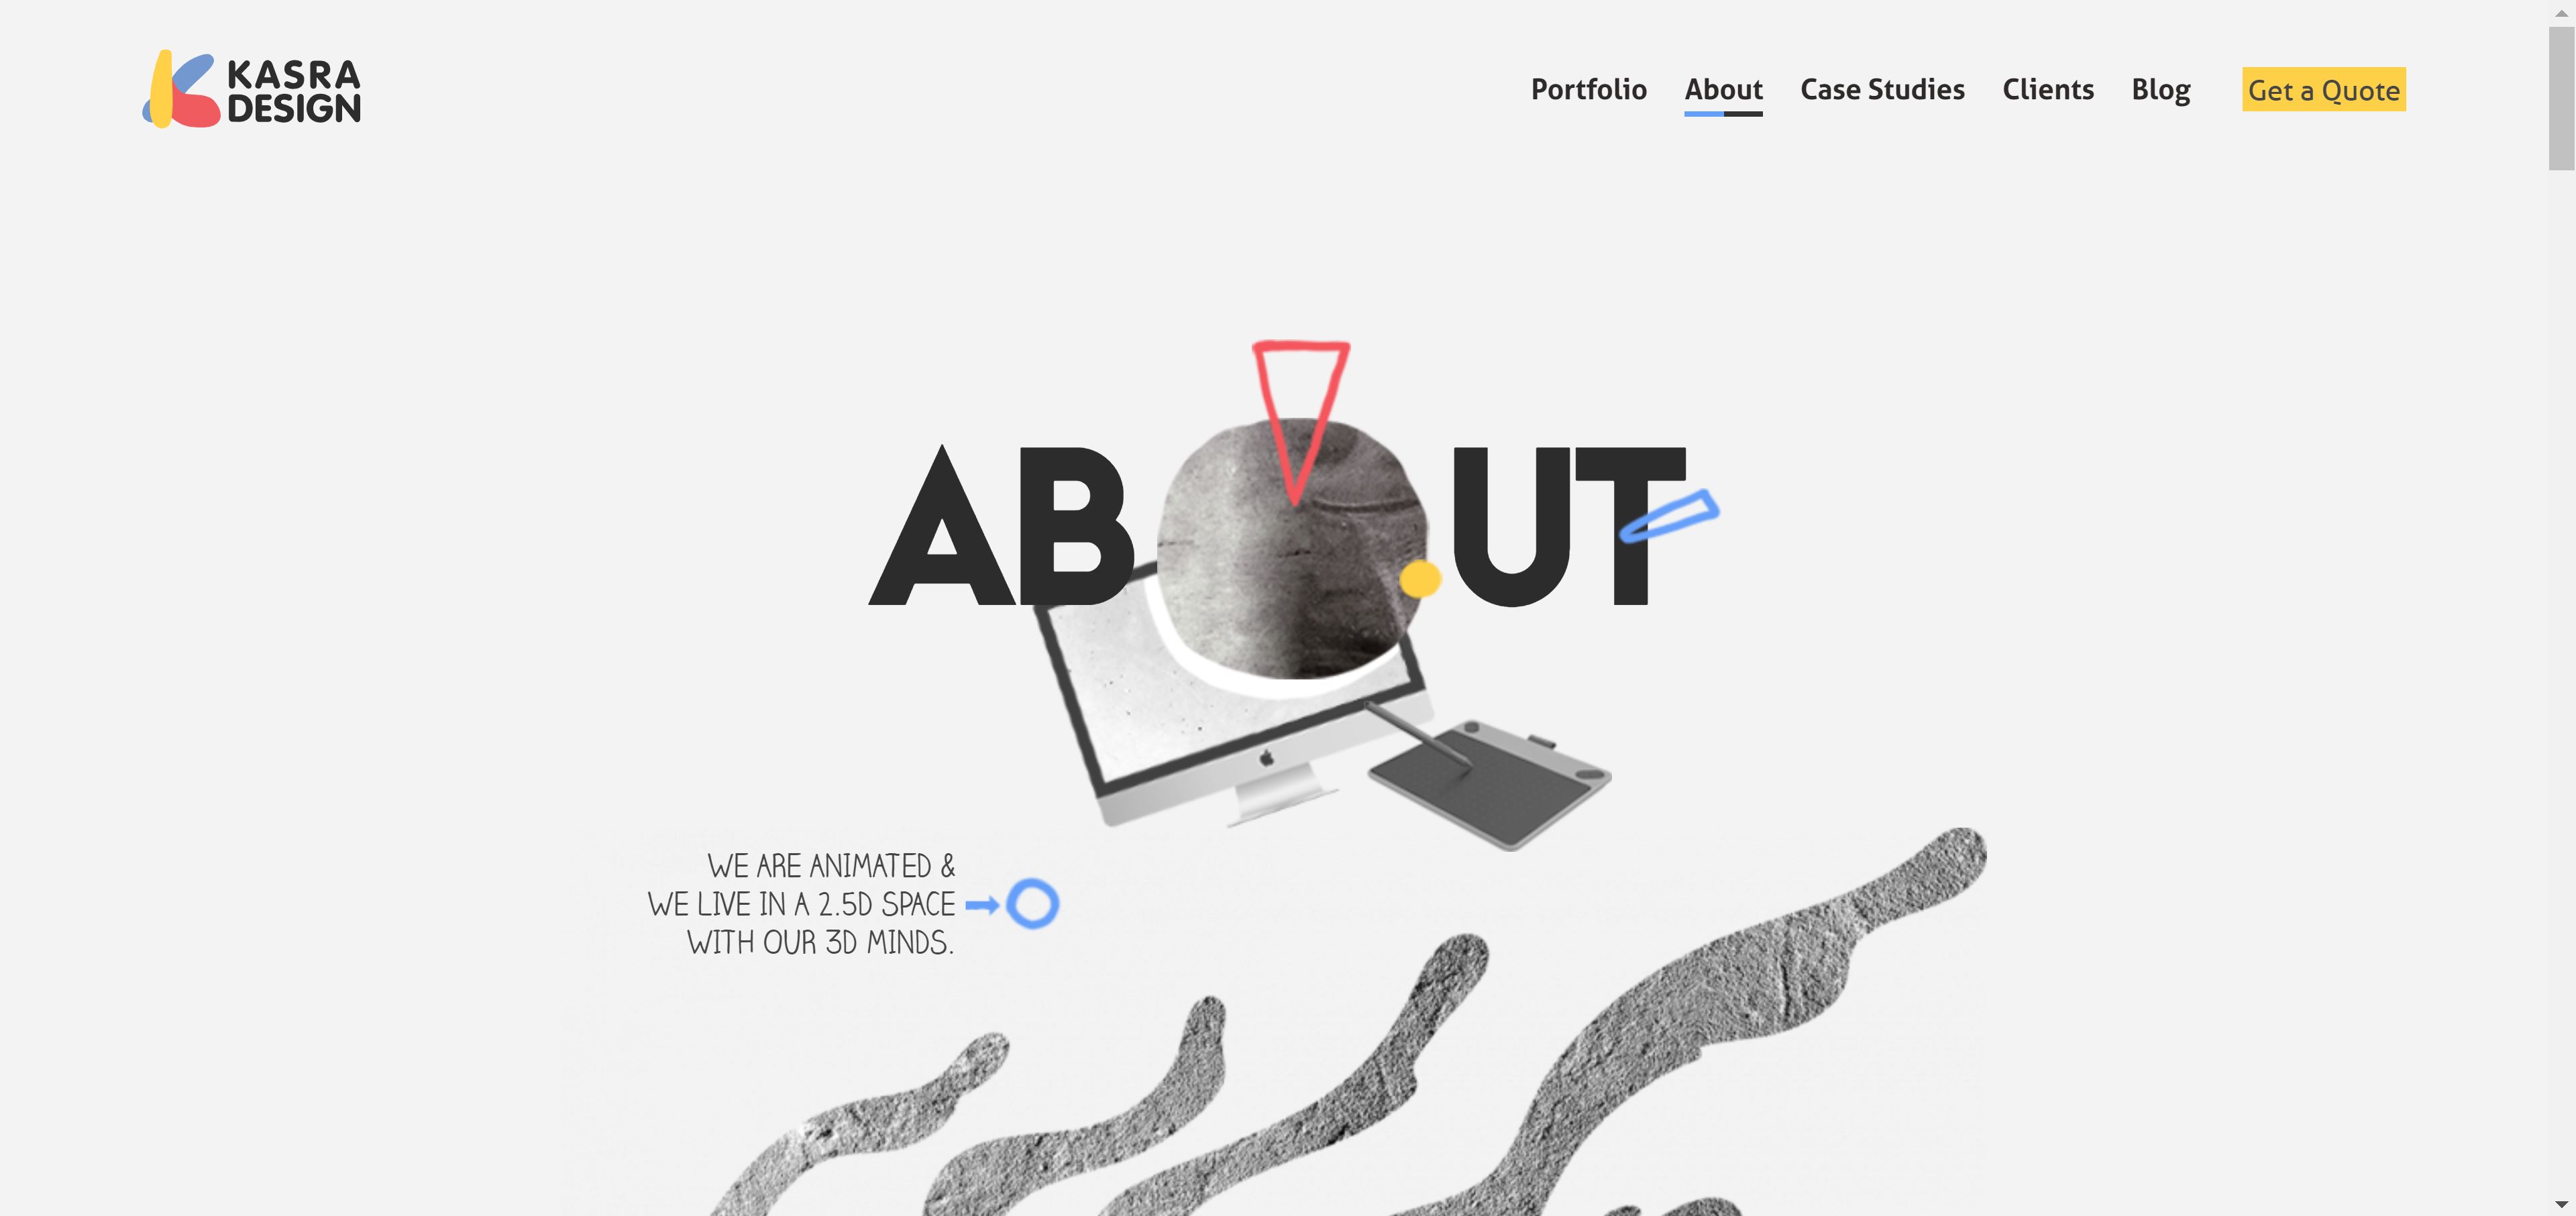 KASRA
DESIGN
Portfolio About Case Studies Clients Blog Get a Quote
ABOUT
WE ARE ANIMATED &
WE LIVE IN A 2.5D SPACE
WITH OUR 3D MINDS.